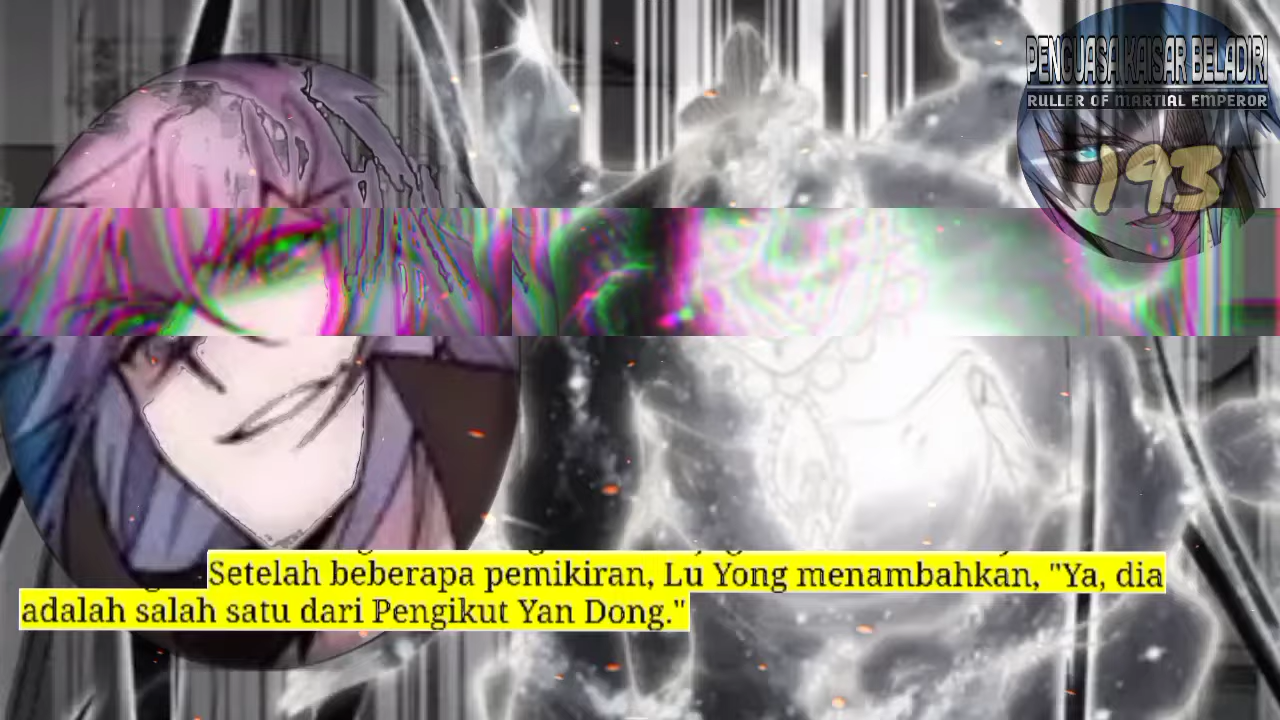 PENGUASA KAISAR BELADIRI
RULLER OF MARTIAL EMPEROR
193
Setelah beberapa pemikiran, Lu Yong menambahkan, "Ya, dia
adalah salah satu dari Pengikut Yan Dong."